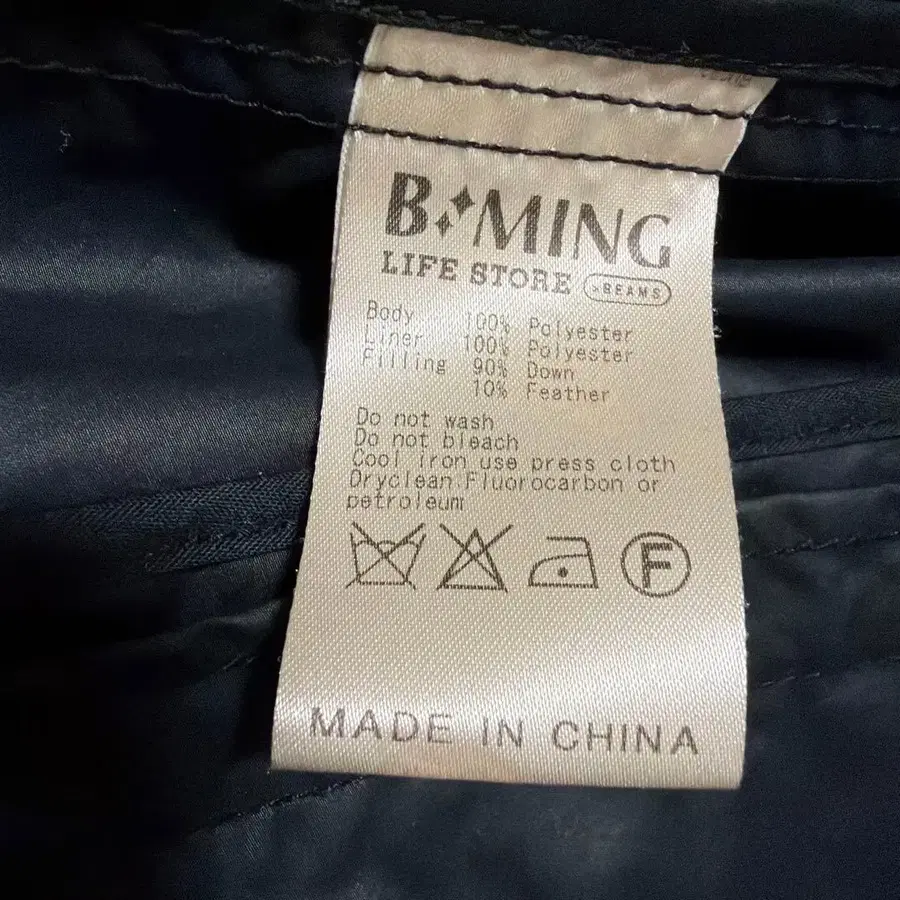 B MING
LIFE STORE BEAMS
Body 100% Polyester
Liner 100% Polyester
Filling 90% Down
10% Feather
Do not wash
Do not bleach
Cool iron use press cloth
Dryclean Fluorocarbon or
petroleum
F
MADE IN CHINA